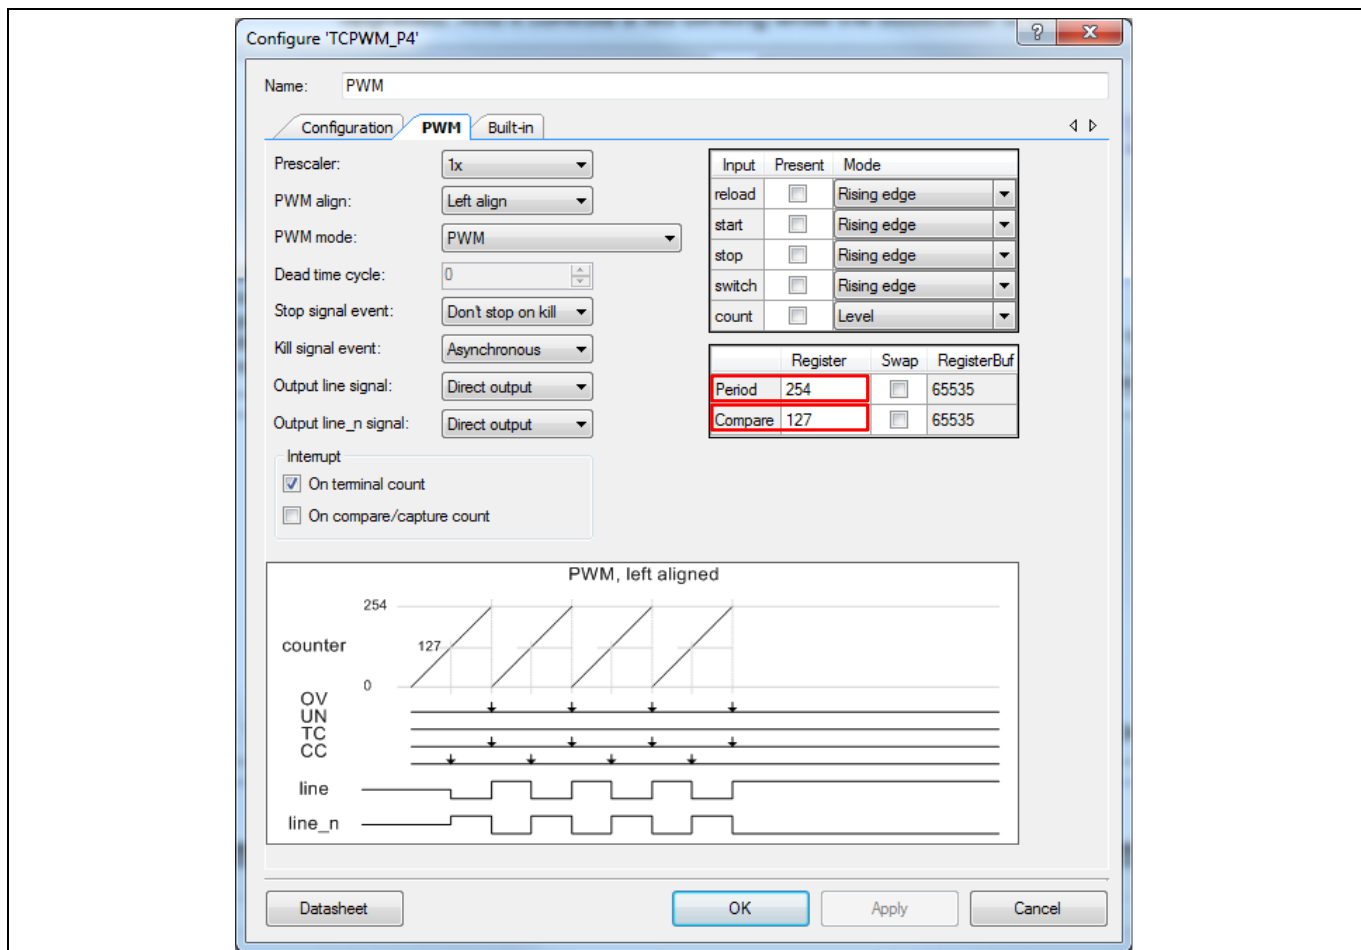 Configure 'TCPWM_P4'
Name: PWM
Configuration PWM Built-in
Prescaler: 1x
PWM align: Left align
PWM mode: PWM
Dead time cycle: 0
Stop signal event: Don't stop on kill
Kill signal event: Asynchronous
Output line signal: Direct output
Output line_n signal: Direct output
Interrupt
On terminal count
On compare/capture count
Input Present Mode
reload Rising edge
start Rising edge
stop Rising edge
switch Rising edge
count Level
Register Swap RegisterBuf
Period 254 65535
Compare 127 65535
PWM, left aligned
254
counter 127
0
OV
UN
TC
CC
line
line_n
Datasheet OK Apply Cancel